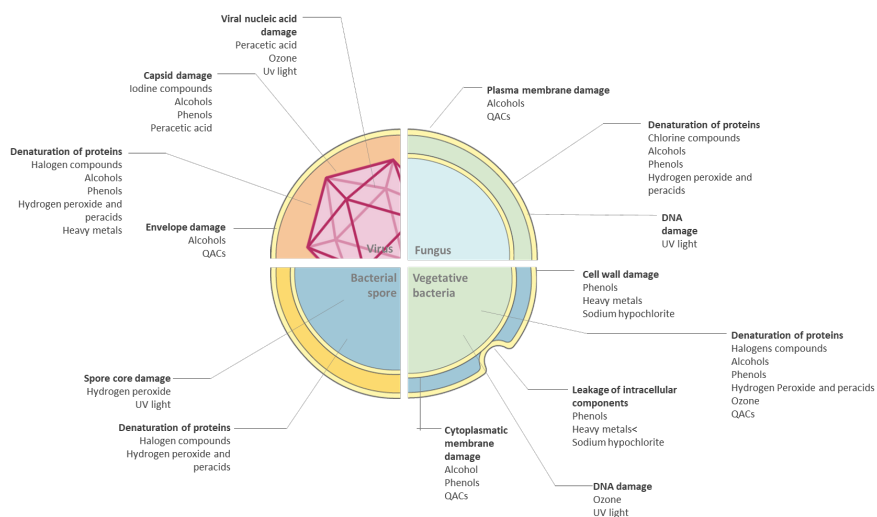 Viral nucleic acid
damage
Peracetic acid
Ozone
Uv light
Capsid damage
Iodine compounds
Alcohols
Phenols
Peracetic acid
Denaturation of proteins
Halogen compounds
Alcohols
Phenols
Hydrogen peroxide and
peracids
Heavy metals
Envelope damage
Alcohols
QACs
Virus
Plasma membrane damage
Alcohols
QACs
Denaturation of proteins
Chlorine compounds
Alcohols
Phenols
Hydrogen peroxide and
peracids
DNA
damage
UV light
Fungus
Bacterial
spore
Spore core damage
Hydrogen peroxide
UV light
Denaturation of proteins
Halogen compounds
Hydrogen peroxide and
peracids
Vegetative
bacteria
Cell wall damage
Phenols
Heavy metals
Sodium hypochlorite
Denaturation of proteins
Halogens compounds
Alcohols
Phenols
Hydrogen Peroxide and peracids
Ozone
QACs
Leakage of intracellular
components
Phenols
Heavy metals<
Sodium hypochlorite
Cytoplasmatic
membrane
damage
Alcohol
Phenols
QACs
DNA damage
Ozone
UV light